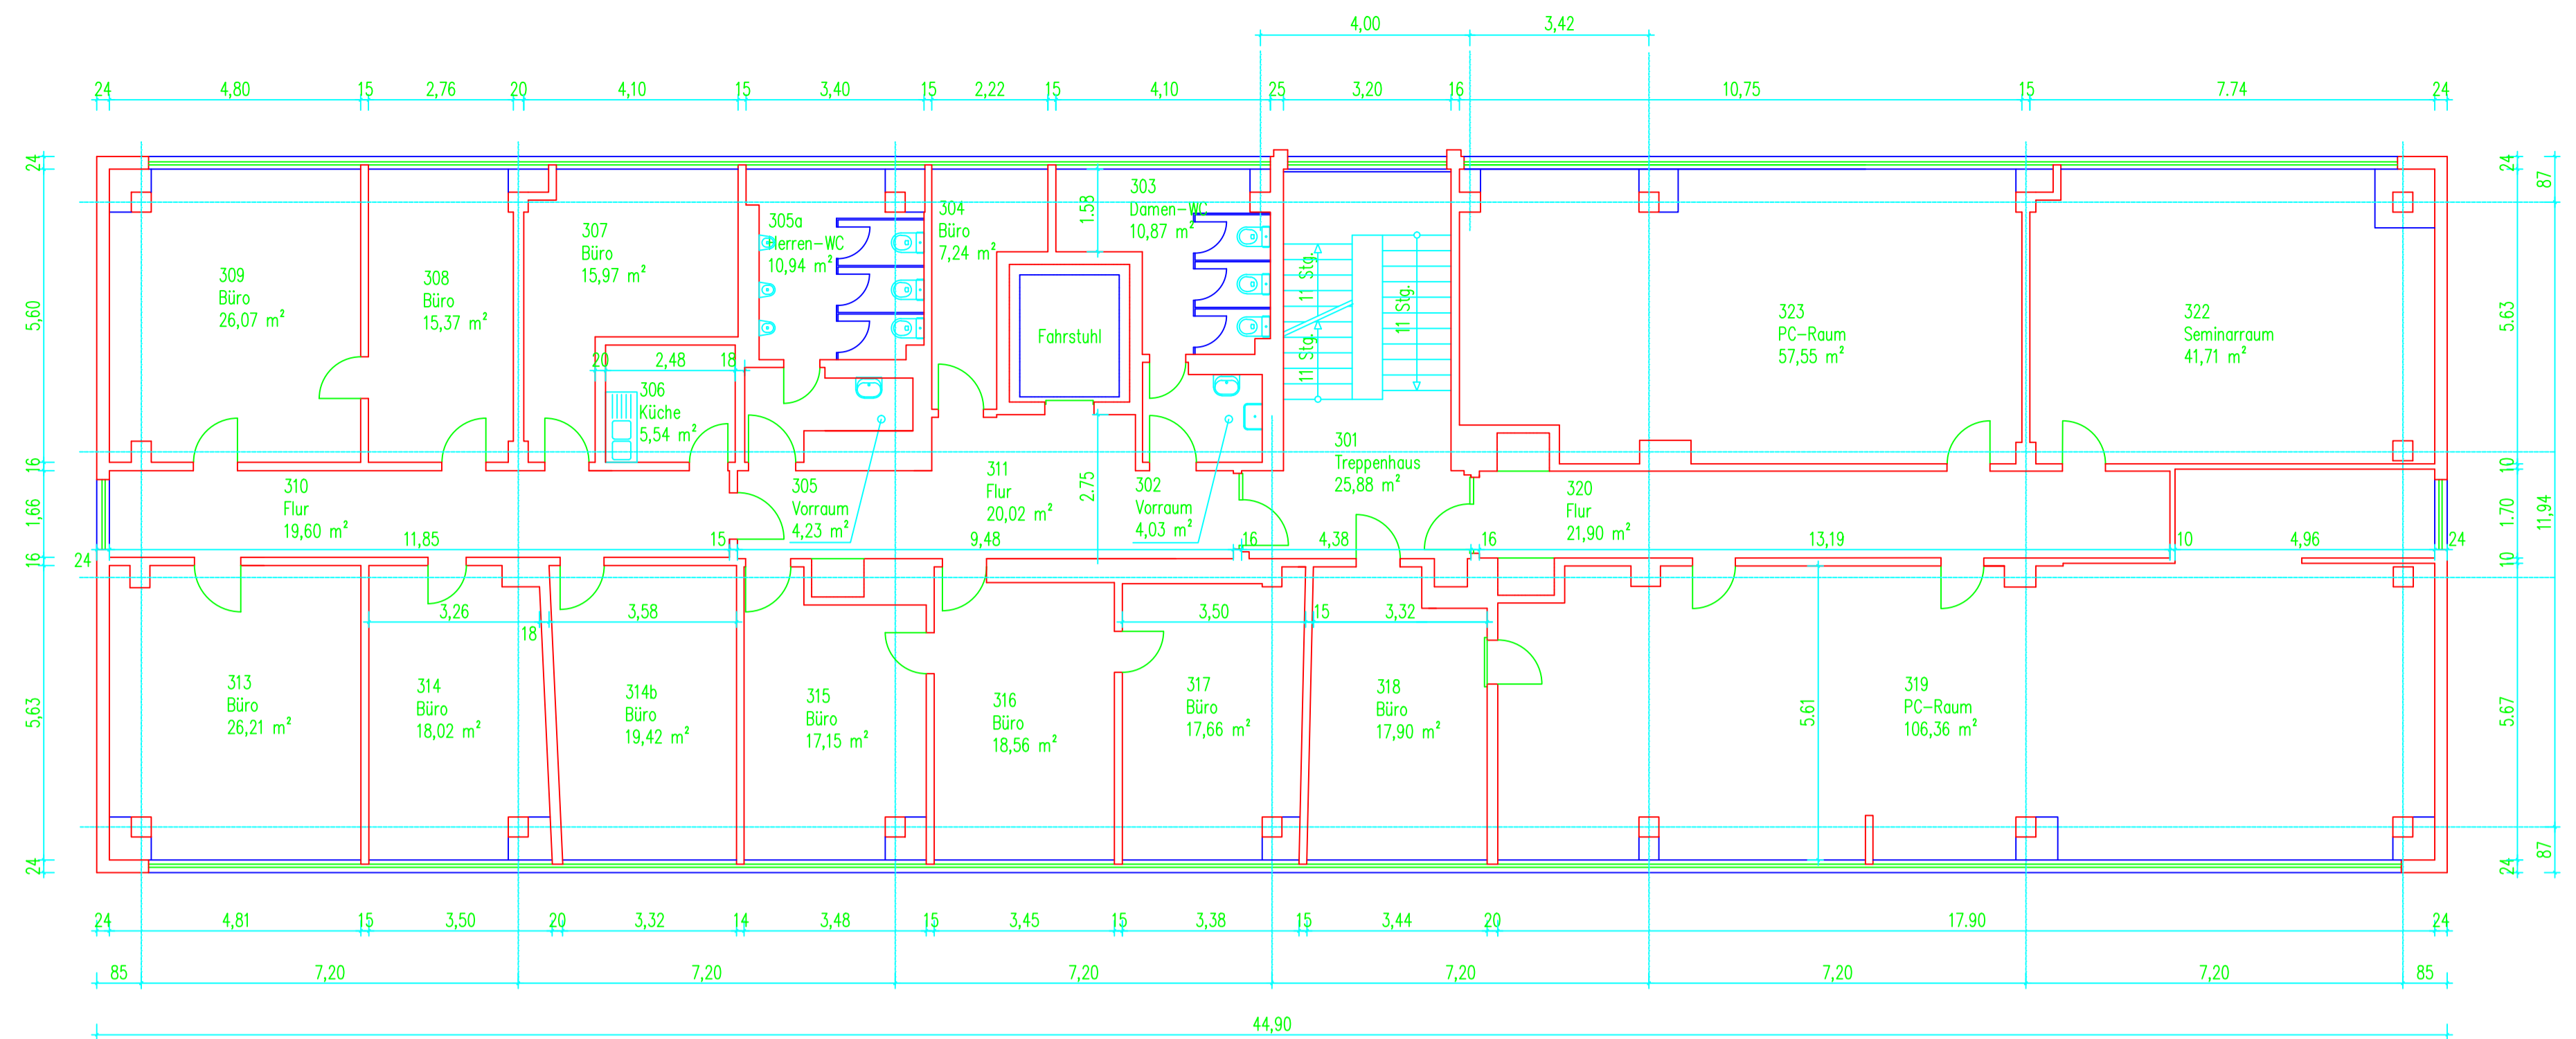 4,00 3,42
24 4,80 15 2,76 20 4,10 15 3,40 15 2,22 15 4,10 25 3,20 16 10,75 15 7.74 24
24
5,60
16
1,66
16
24
5,63
24
309
Büro
26,07 m²
308
Büro
15,37 m²
307
Büro
15,97 m²
305a
Herren-WC
10,94 m²
304
Büro
7,24 m²
1.58
303
Damen-WC
10,87 m²
Fahrstuhl
11 Stg.
11 Stg.
11 Stg.
323
PC-Raum
57,55 m²
322
Seminarraum
41,71 m²
20 2,48 18
306
Küche
5,54 m²
310
Flur
19,60 m²
11,85 15
305
Vorraum
4,23 m²
311
Flur
20,02 m²
9,48
2.75
302
Vorraum
4,03 m²
301
Treppenhaus
25,88 m²
16 4,38 16
320
Flur
21,90 m²
13,19 10 4,96 24
3,26 18 3,58
3,50 15 3,32
313
Büro
26,21 m²
314
Büro
18,02 m²
314b
Büro
19,42 m²
315
Büro
17,15 m²
316
Büro
18,56 m²
317
Büro
17,66 m²
318
Büro
17,90 m²
5.61
319
PC-Raum
106,36 m²
24
5.63
10
1.70
10
5.67
24
87
11,94
87
24 4,81 15 3,50 20 3,32 14 3,48 15 3,45 15 3,38 15 3,44 20 17.90 24
85 7,20 7,20 7,20 7,20 7,20 7,20 85
44,90